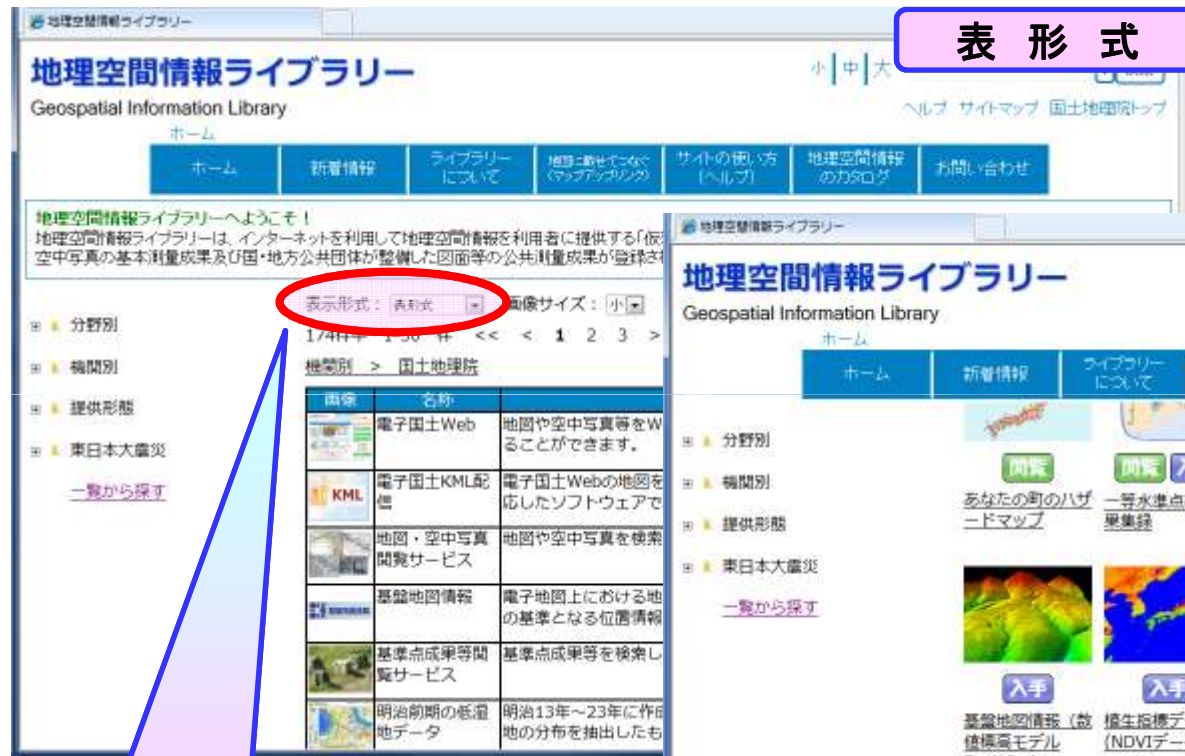 地理空間情報ライブラリー
表 形 式
地理空間情報ライブラリー
小 中 大
Geospatial Information Library
ヘルプ サイトマップ 国土地理院トップ
ホーム
ホーム 新着情報 ライブラリーについて 地図に載せてつなぐ(マップアップリンク) サイトの使い方(ヘルプ) 地理空間情報のカタログ お問い合わせ
地理空間情報ライブラリーへようこそ！
地理空間情報ライブラリーは、インターネットを利用して地理空間情報を利用者に提供する「仮
空中写真の基本測量成果及び国・地方公共団体が整備した図面等の公共測量成果が登録さ
表示形式： 表形式 画像サイズ： 小
174件中 1-50 件 << < 1 2 3 >
機関別 > 国土地理院
分野別
機関別
提供形態
東日本大震災
一覧から探す
画像 名称
電子国土Web 地図や空中写真等をW
ることができます。
KML 電子国土KML配 電子国土Webの地図を
信 応したソフトウェアで
地図・空中写真 地図や空中写真を検索
閲覧サービス
基盤地図情報 電子地図上における地
の基準となる位置情報
基準点成果等閲 基準点成果等を検索し
覧サービス
明治前期の低湿 明治13年～23年に作成
地データ 地の分布を抽出したも
地理空間情報ライブラリー
地理空間情報ライブラリー
Geospatial Information Library
ホーム
ホーム 新着情報 ライブラリーについて
分野別
機関別
提供形態
東日本大震災
一覧から探す
閲覧 閲覧
あなたの町のハザ 一等水準点
ードマップ 果集録
入手 入手
基盤地図情報（数 植生指標デ
値標高モデル (NDVIデー